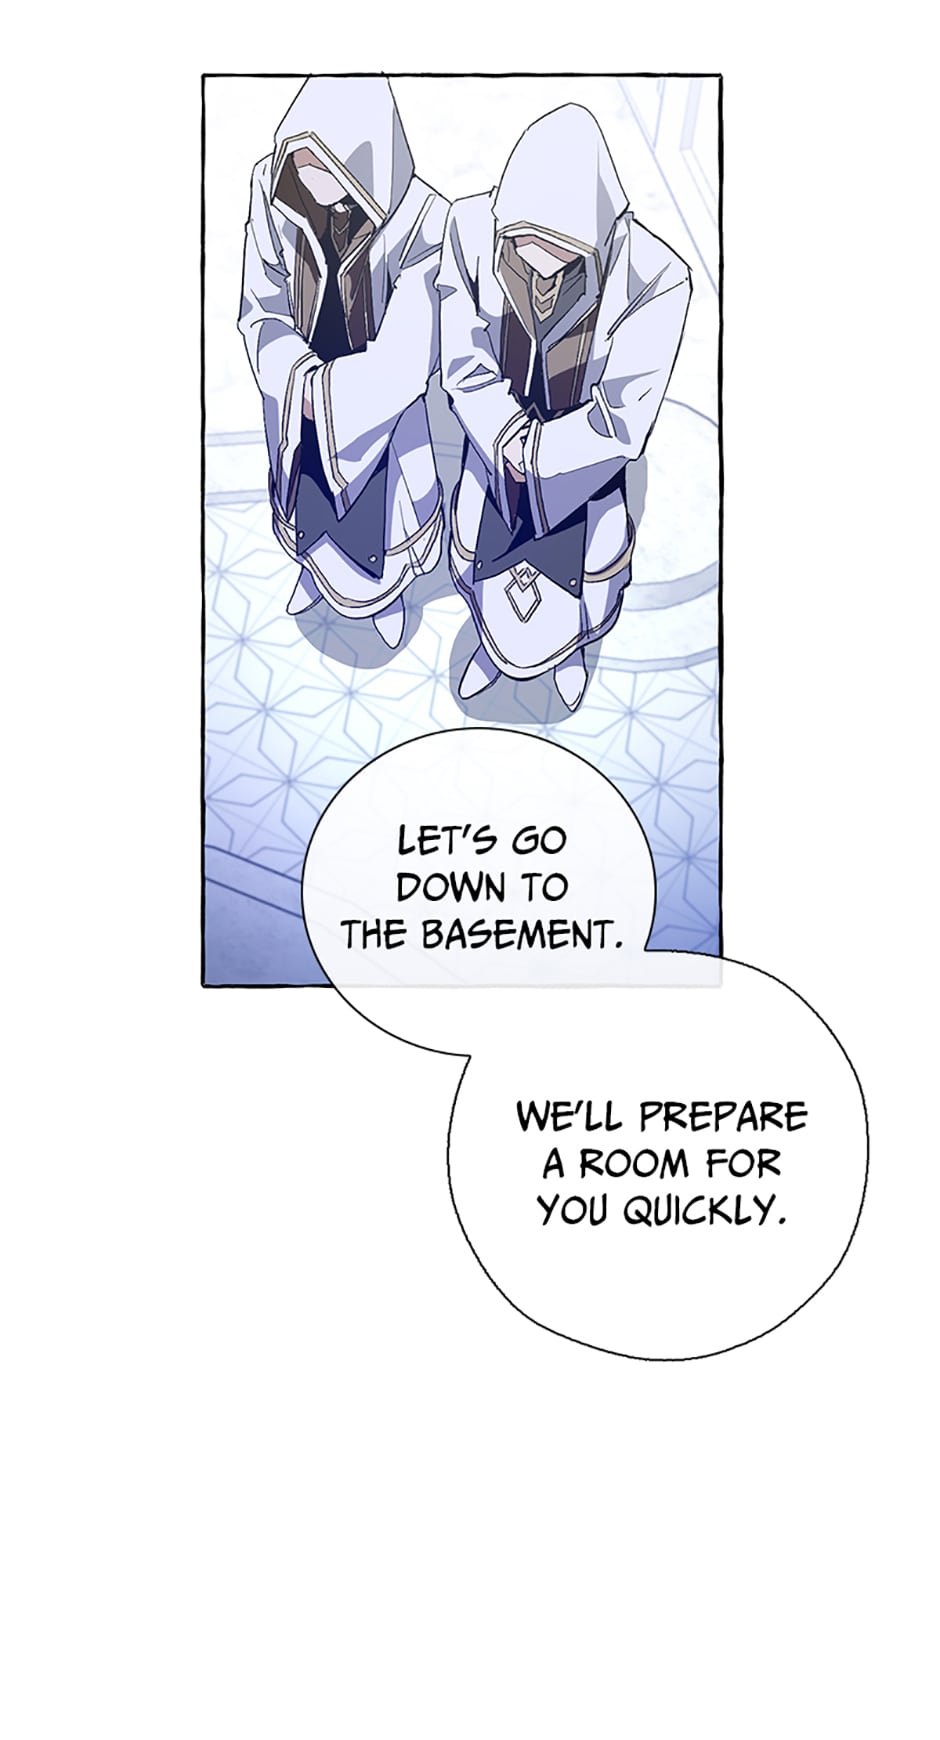 LET'S GO
DOWN TO
THE BASEMENT.
WE'LL PREPARE
A ROOM FOR
YOU QUICKLY.